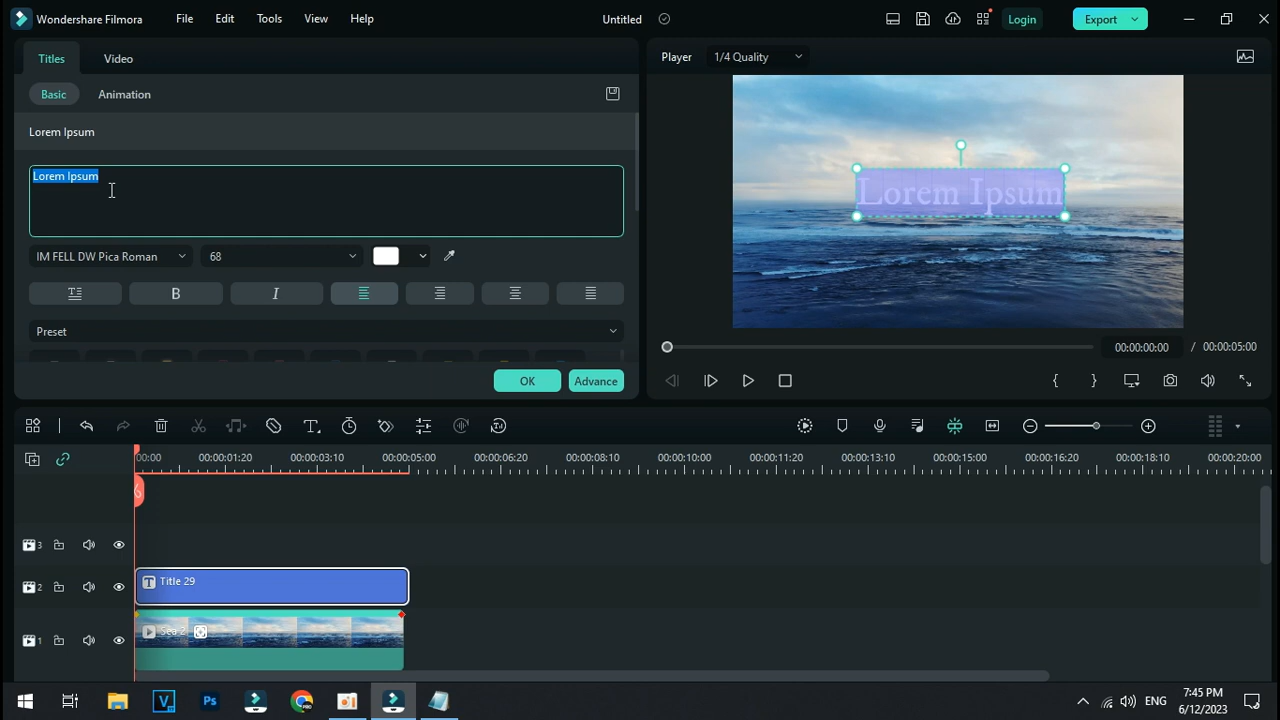 Wondershare Filmora File Edit Tools View Help Untitled Login Export
Titles Video
Player 1/4 Quality
Basic Animation
Lorem Ipsum
Lorem Ipsum
Lorem Ipsum
IM FELL DW Pica Roman 68
B I
Preset
00:00:00:00 / 00:00:05:00
OK Advance
00:00 00:00:01:20 00:00:03:10 00:00:05:00 00:00:06:20 00:00:08:10 00:00:10:00 00:00:11:20 00:00:13:10 00:00:15:00 00:00:16:20 00:00:18:10 00:00:20:00
3
2 Title 29
1 Sea 2
ENG 7:45 PM
6/12/2023